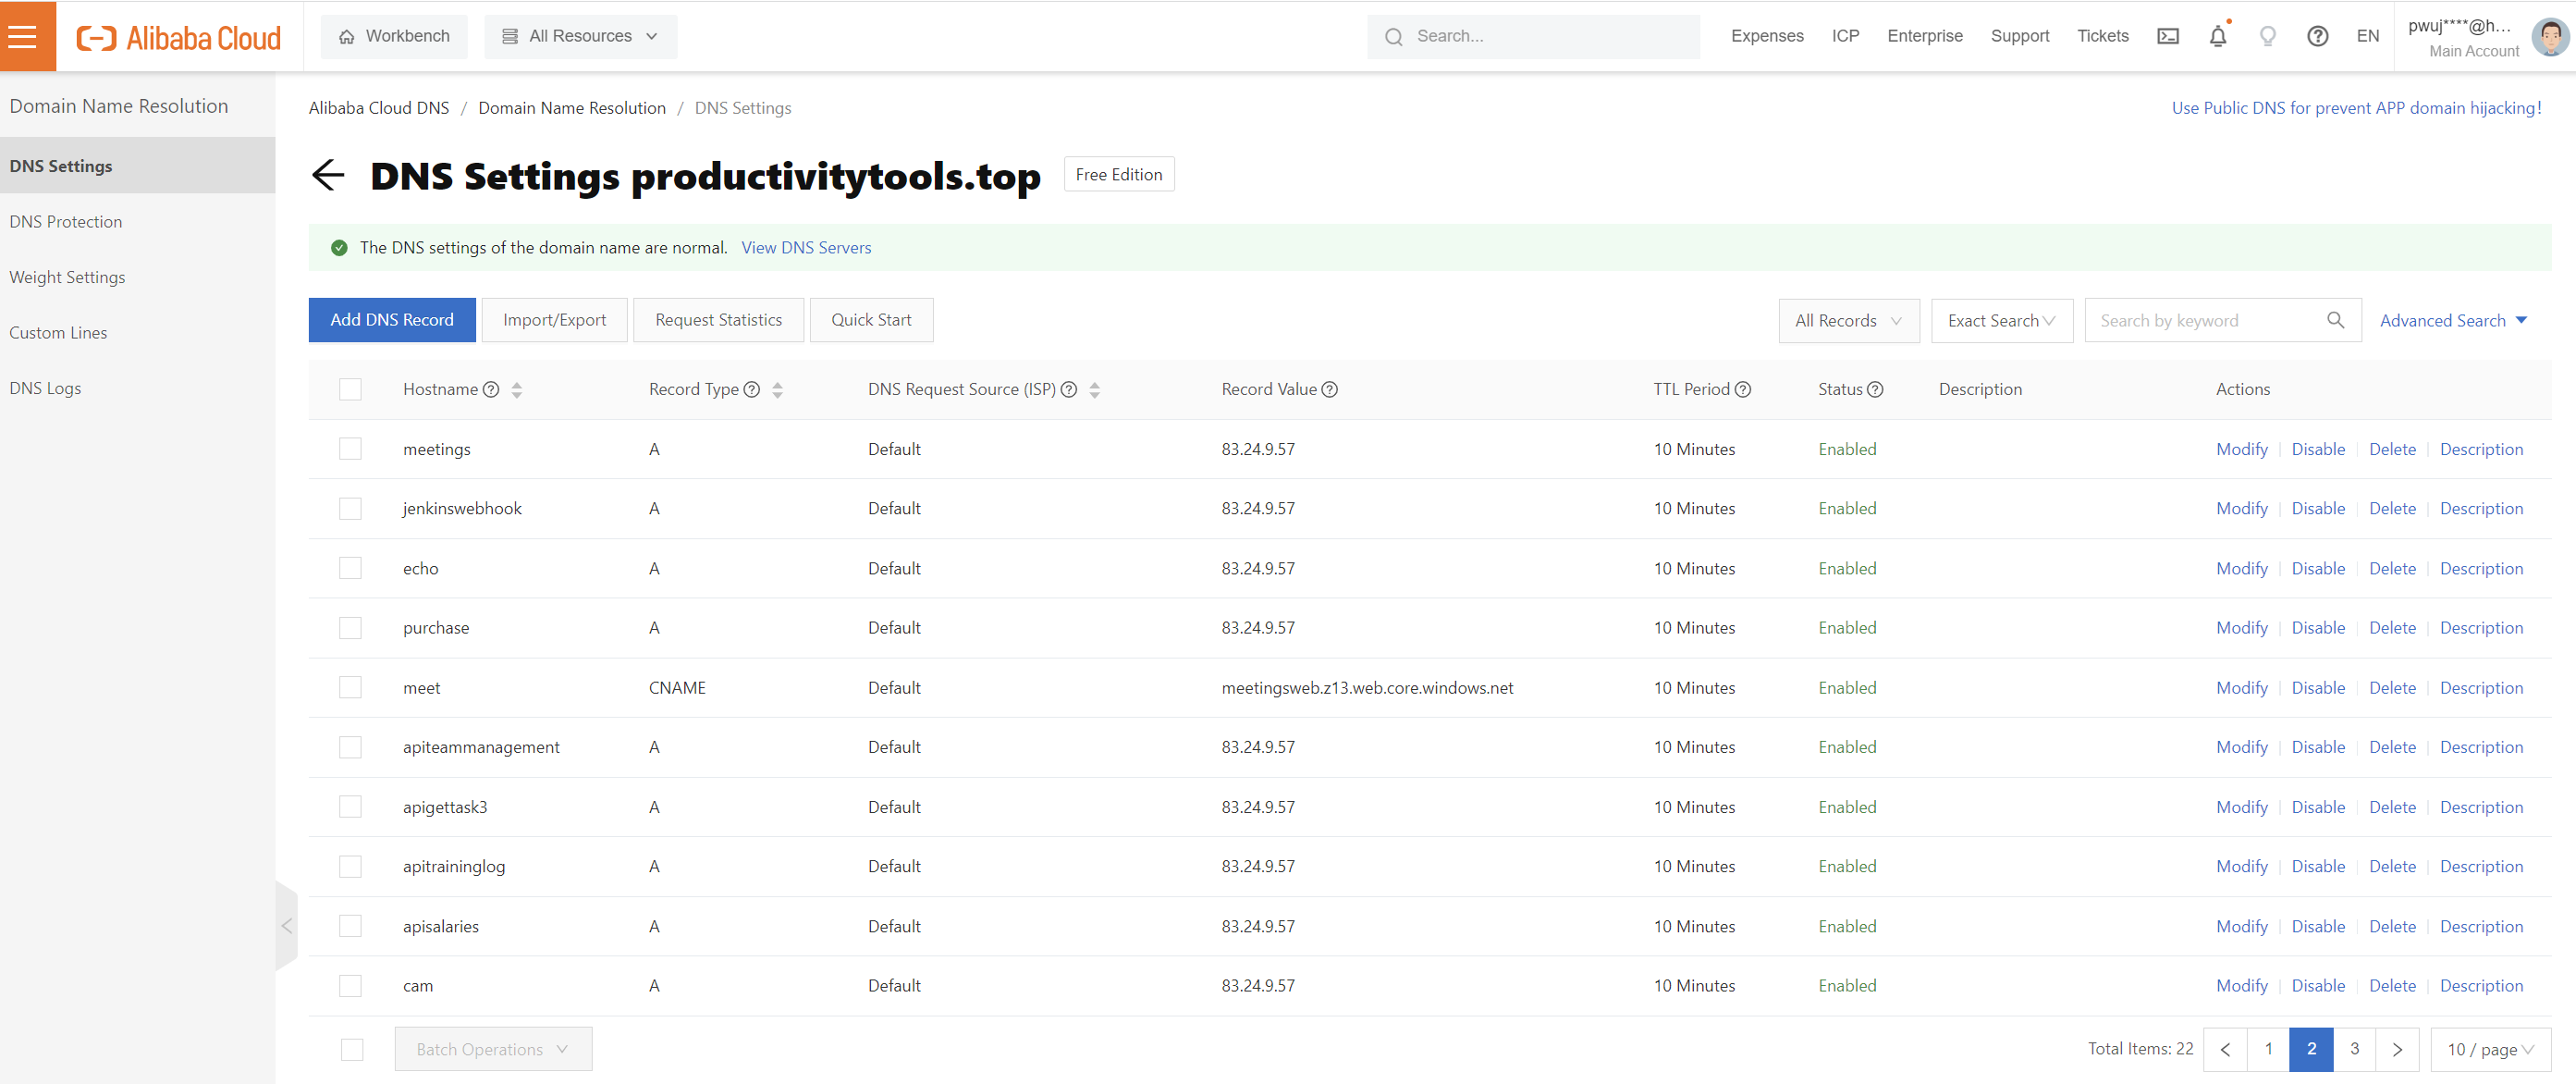 Alibaba Cloud
Workbench
All Resources
Search...
Expenses
ICP
Enterprise
Support
Tickets
EN
pwuj****@h...
Main Account
Domain Name Resolution
DNS Settings
DNS Protection
Weight Settings
Custom Lines
DNS Logs
Alibaba Cloud DNS / Domain Name Resolution / DNS Settings
Use Public DNS for prevent APP domain hijacking!
DNS Settings productivitytools.top
Free Edition
The DNS settings of the domain name are normal. View DNS Servers
Add DNS Record
Import/Export
Request Statistics
Quick Start
All Records
Exact Search
Search by keyword
Advanced Search
Hostname Record Type DNS Request Source (ISP) Record Value TTL Period Status Description Actions
meetings A Default 83.24.9.57 10 Minutes Enabled Modify Disable Delete Description
jenkinswebhook A Default 83.24.9.57 10 Minutes Enabled Modify Disable Delete Description
echo A Default 83.24.9.57 10 Minutes Enabled Modify Disable Delete Description
purchase A Default 83.24.9.57 10 Minutes Enabled Modify Disable Delete Description
meet CNAME Default meetingsweb.z13.web.core.windows.net 10 Minutes Enabled Modify Disable Delete Description
apiteammanagement A Default 83.24.9.57 10 Minutes Enabled Modify Disable Delete Description
apigettask3 A Default 83.24.9.57 10 Minutes Enabled Modify Disable Delete Description
apitraininglog A Default 83.24.9.57 10 Minutes Enabled Modify Disable Delete Description
apisalaries A Default 83.24.9.57 10 Minutes Enabled Modify Disable Delete Description
cam A Default 83.24.9.57 10 Minutes Enabled Modify Disable Delete Description
Batch Operations
Total Items: 22 1 2 3 10 / page